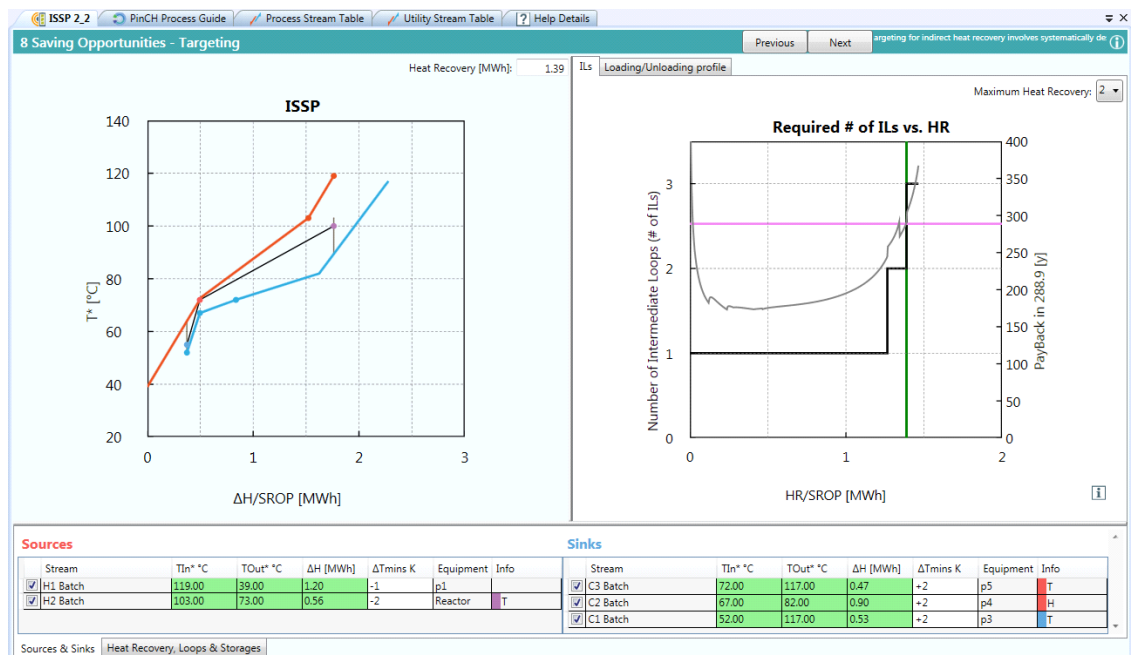 ISSP 2_2 PinCH Process Guide Process Stream Table Utility Stream Table Help Details
8 Saving Opportunities - Targeting Previous Next argeting for indirect heat recovery involves systematically de
Heat Recovery [MWh]: 1.39
ILs Loading/Unloading profile
Maximum Heat Recovery: 2
ISSP
140
120
100
80
60
40
20
T* [°C]
0 1 2 3
ΔH/SROP [MWh]
Required # of ILs vs. HR
3
2
1
0
Number of Intermediate Loops (# of ILs)
400
350
300
250
200
150
100
50
0
PayBack in 288.9 [y]
0 1 2
HR/SROP [MWh]
Sources
Stream TIn* °C TOut* °C ΔH [MWh] ΔTmins K Equipment Info
H1 Batch 119.00 39.00 1.20 -1 p1
H2 Batch 103.00 73.00 0.56 -2 Reactor T
Sinks
Stream TIn* °C TOut* °C ΔH [MWh] ΔTmins K Equipment Info
C3 Batch 72.00 117.00 0.47 +2 p5 T
C2 Batch 67.00 82.00 0.90 +2 p4 H
C1 Batch 52.00 117.00 0.53 +2 p3 T
Sources & Sinks Heat Recovery, Loops & Storages